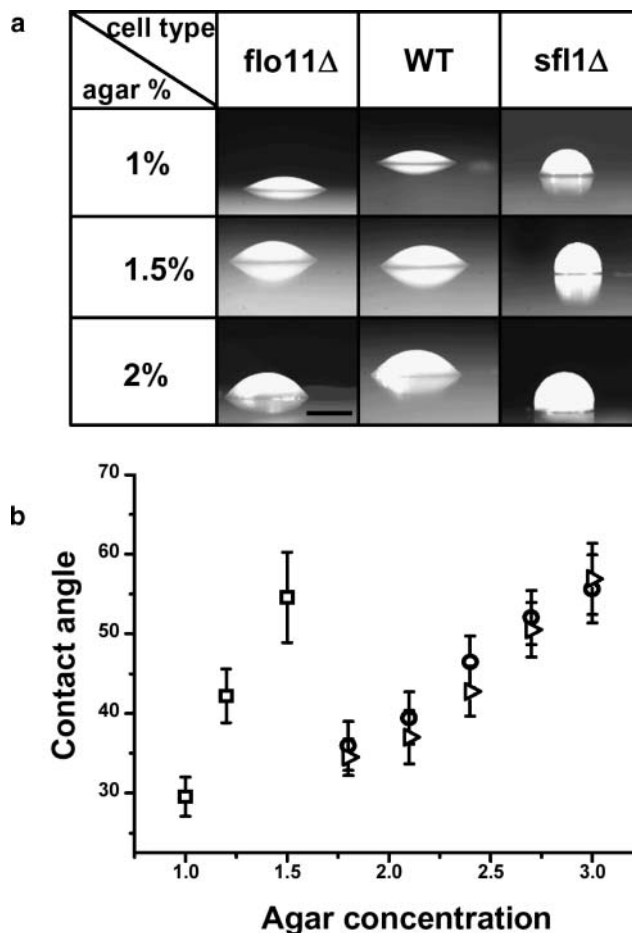 a
cell type
agar %
flo11Δ
WT
sfl1Δ
1%
1.5%
2%
b
Contact angle
70
60
50
40
30
1.0
1.5
2.0
2.5
3.0
Agar concentration